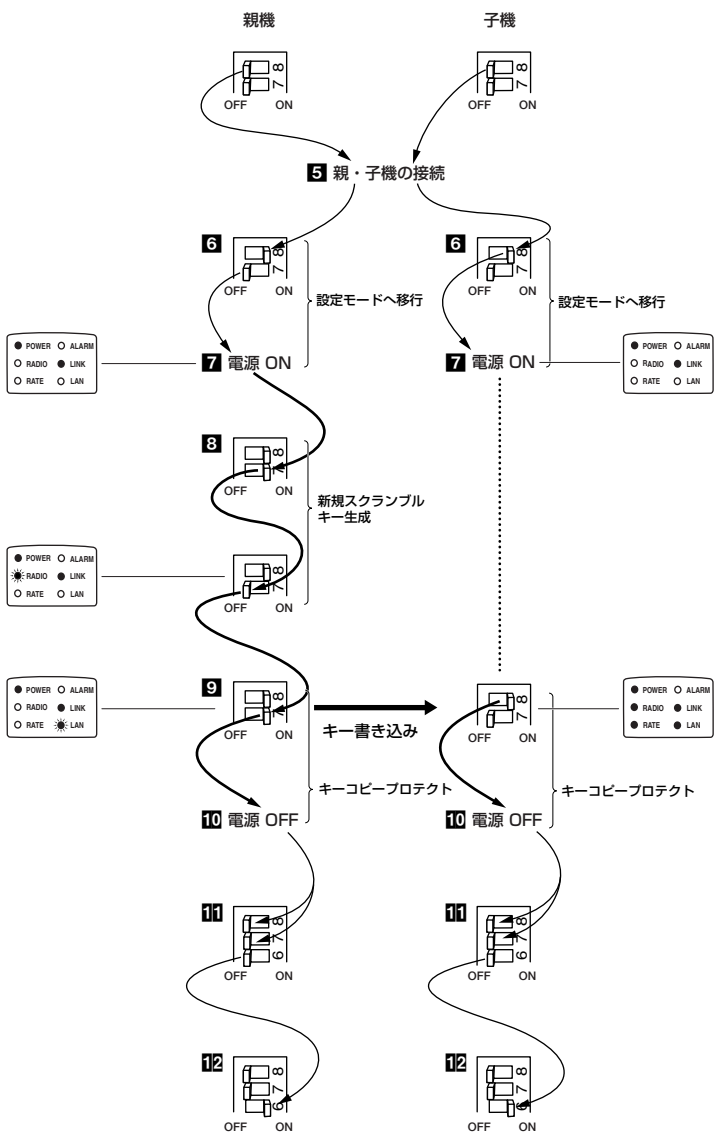 親機 子機
8
7
OFF ON
8
7
OFF ON
5 親・子機の接続
6
8
7
OFF ON
設定モードへ移行
6
8
7
OFF ON
設定モードへ移行
POWER ALARM
RADIO LINK
RATE LAN
7 電源 ON
7 電源 ON
POWER ALARM
RADIO LINK
RATE LAN
8
8
7
OFF ON
新規スクランブル
キー生成
POWER ALARM
RADIO LINK
RATE LAN
8
7
OFF ON
POWER ALARM
RADIO LINK
RATE LAN
9
8
7
OFF ON
キー書き込み
8
7
OFF ON
POWER ALARM
RADIO LINK
RATE LAN
キーコピープロテクト
キーコピープロテクト
10 電源 OFF
10 電源 OFF
11
8
7
6
OFF ON
11
8
7
6
OFF ON
12
8
7
6
OFF ON
12
8
7
6
OFF ON